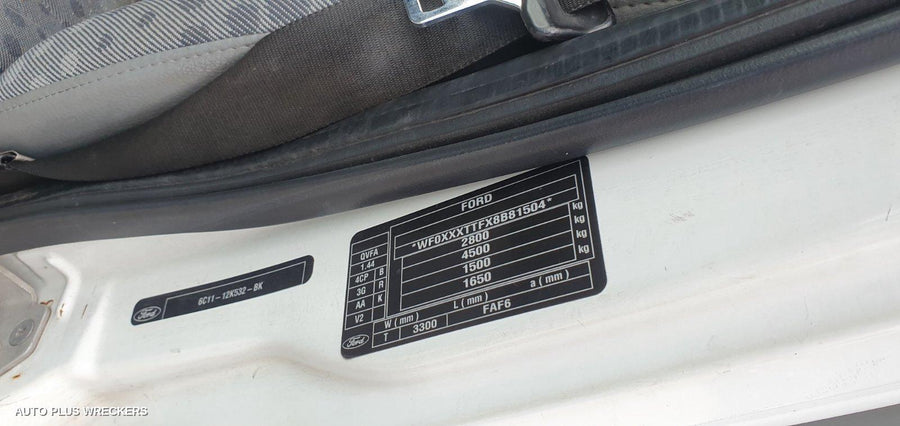 FORD
*WF0XXXTTFX8B81504*
2800 kg
4500 kg
1500 kg
1650 kg
QVFA
1.44
4CP B
3G R
AA K
V2
W (mm) L (mm) a (mm)
Ford T 3300 FAF6
Ford 6C11-12K532-BK
AUTO PLUS WRECKERS